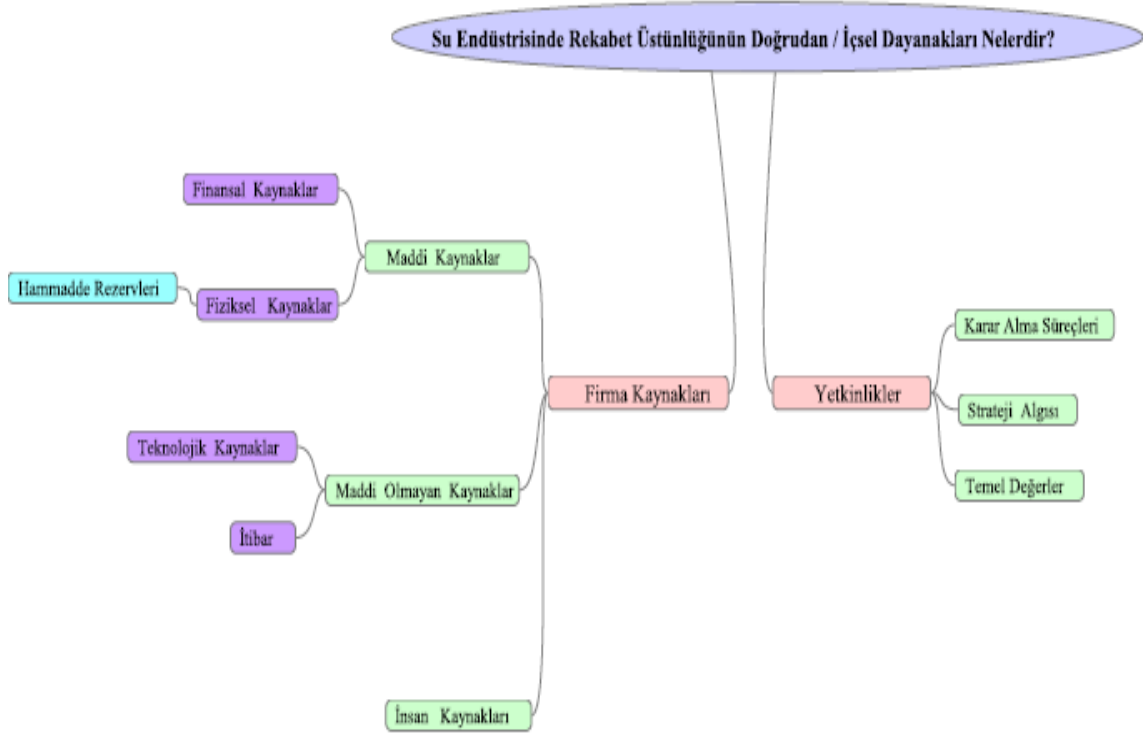 Su Endüstrisinde Rekabet Üstünlüğünün Doğrudan / İçsel Dayanakları Nelerdir?
Finansal Kaynaklar
Maddi Kaynaklar
Hammadde Rezervleri
Fiziksel Kaynaklar
Karar Alma Süreçleri
Firma Kaynakları
Yetkinlikler
Strateji Algısı
Teknolojik Kaynaklar
Maddi Olmayan Kaynaklar
Temel Değerler
İtibar
İnsan Kaynakları